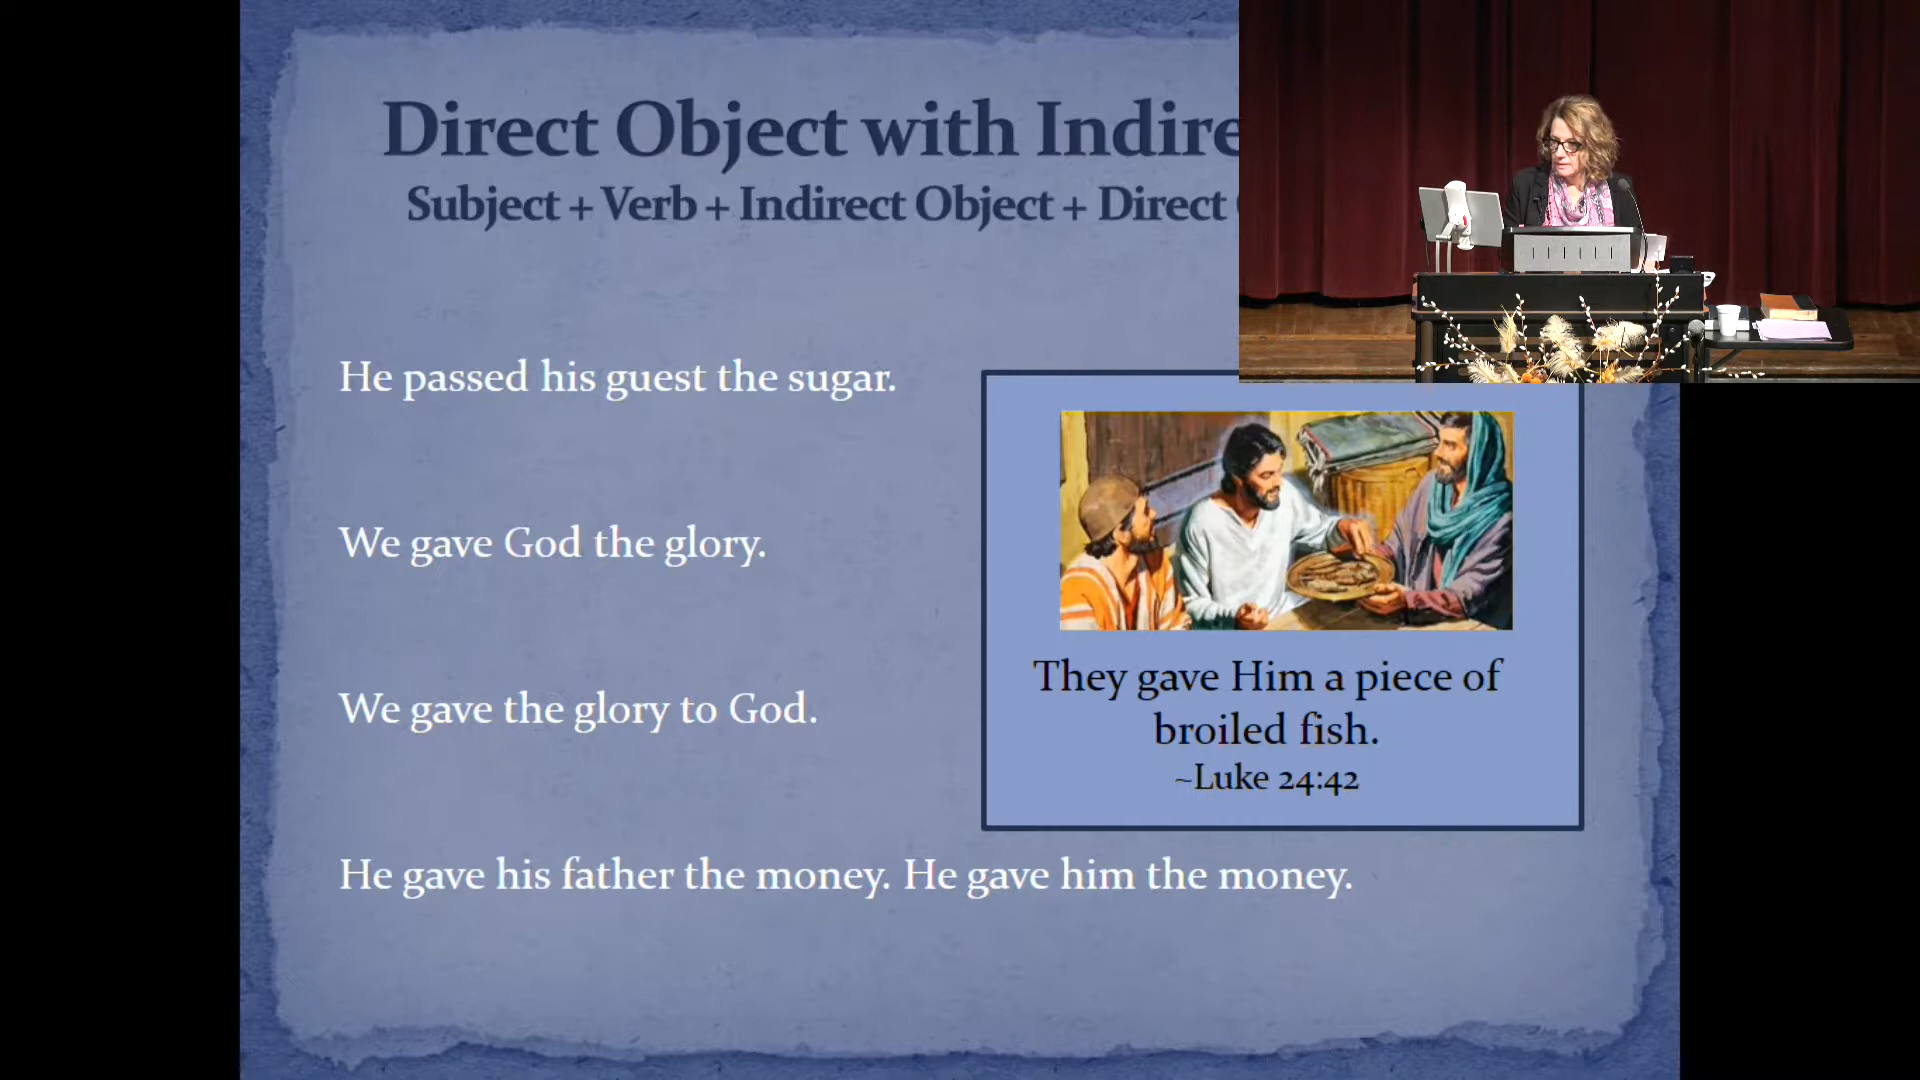 Direct Object with Indire
Subject + Verb + Indirect Object + Direct
He passed his guest the sugar.
We gave God the glory.
We gave the glory to God.
They gave Him a piece of
broiled fish.
~Luke 24:42
He gave his father the money. He gave him the money.